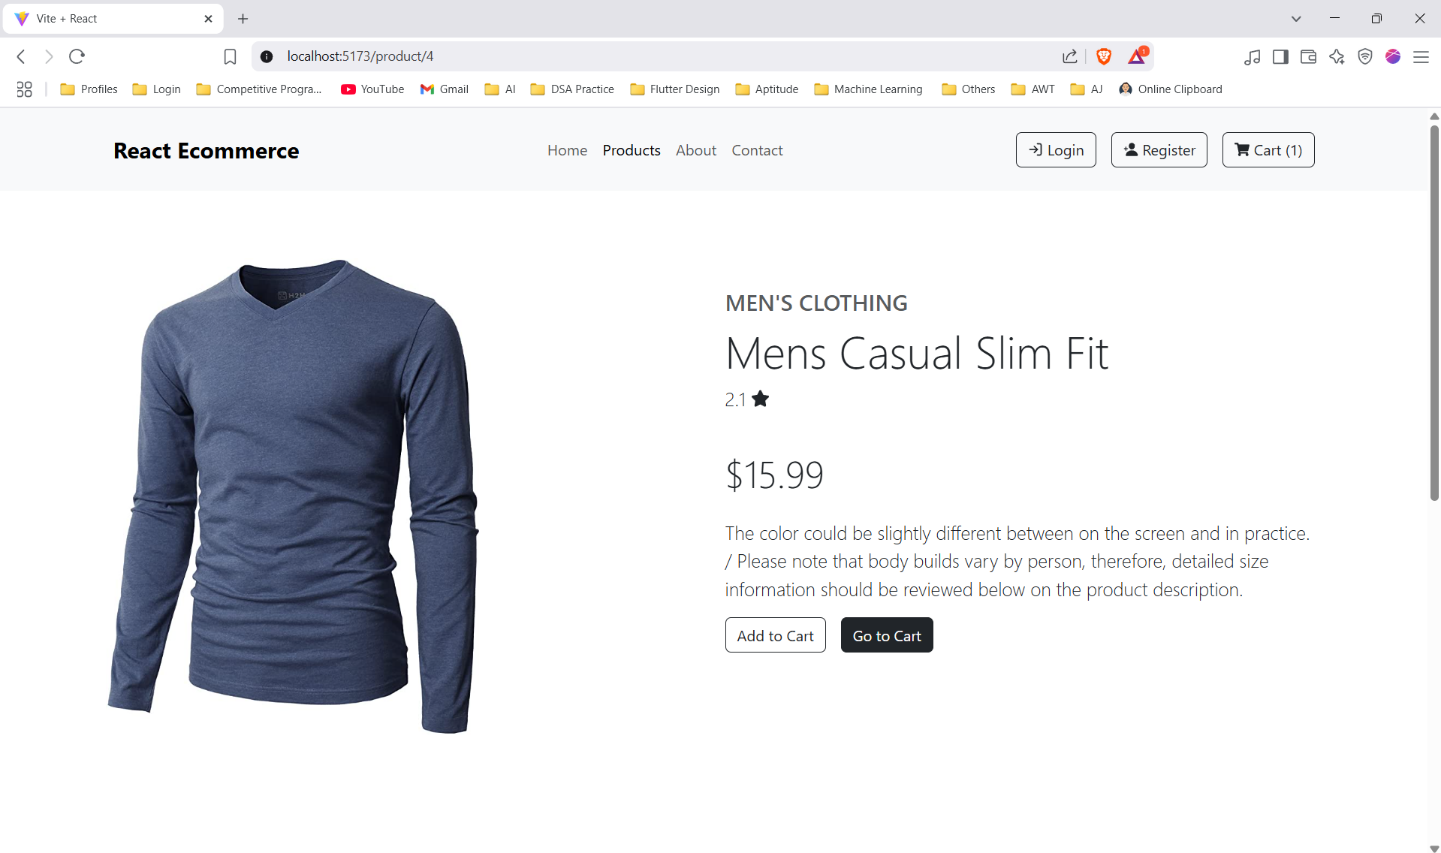 Vite + React
localhost:5173/product/4
1
Profiles
Login
Competitive Progra...
YouTube
Gmail
AI
DSA Practice
Flutter Design
Aptitude
Machine Learning
Others
AWT
AJ
Online Clipboard
React Ecommerce
Home Products About Contact
Login
Register
Cart (1)
MEN'S CLOTHING
Mens Casual Slim Fit
2.1
$15.99
The color could be slightly different between on the screen and in practice.
/ Please note that body builds vary by person, therefore, detailed size
information should be reviewed below on the product description.
Add to Cart
Go to Cart